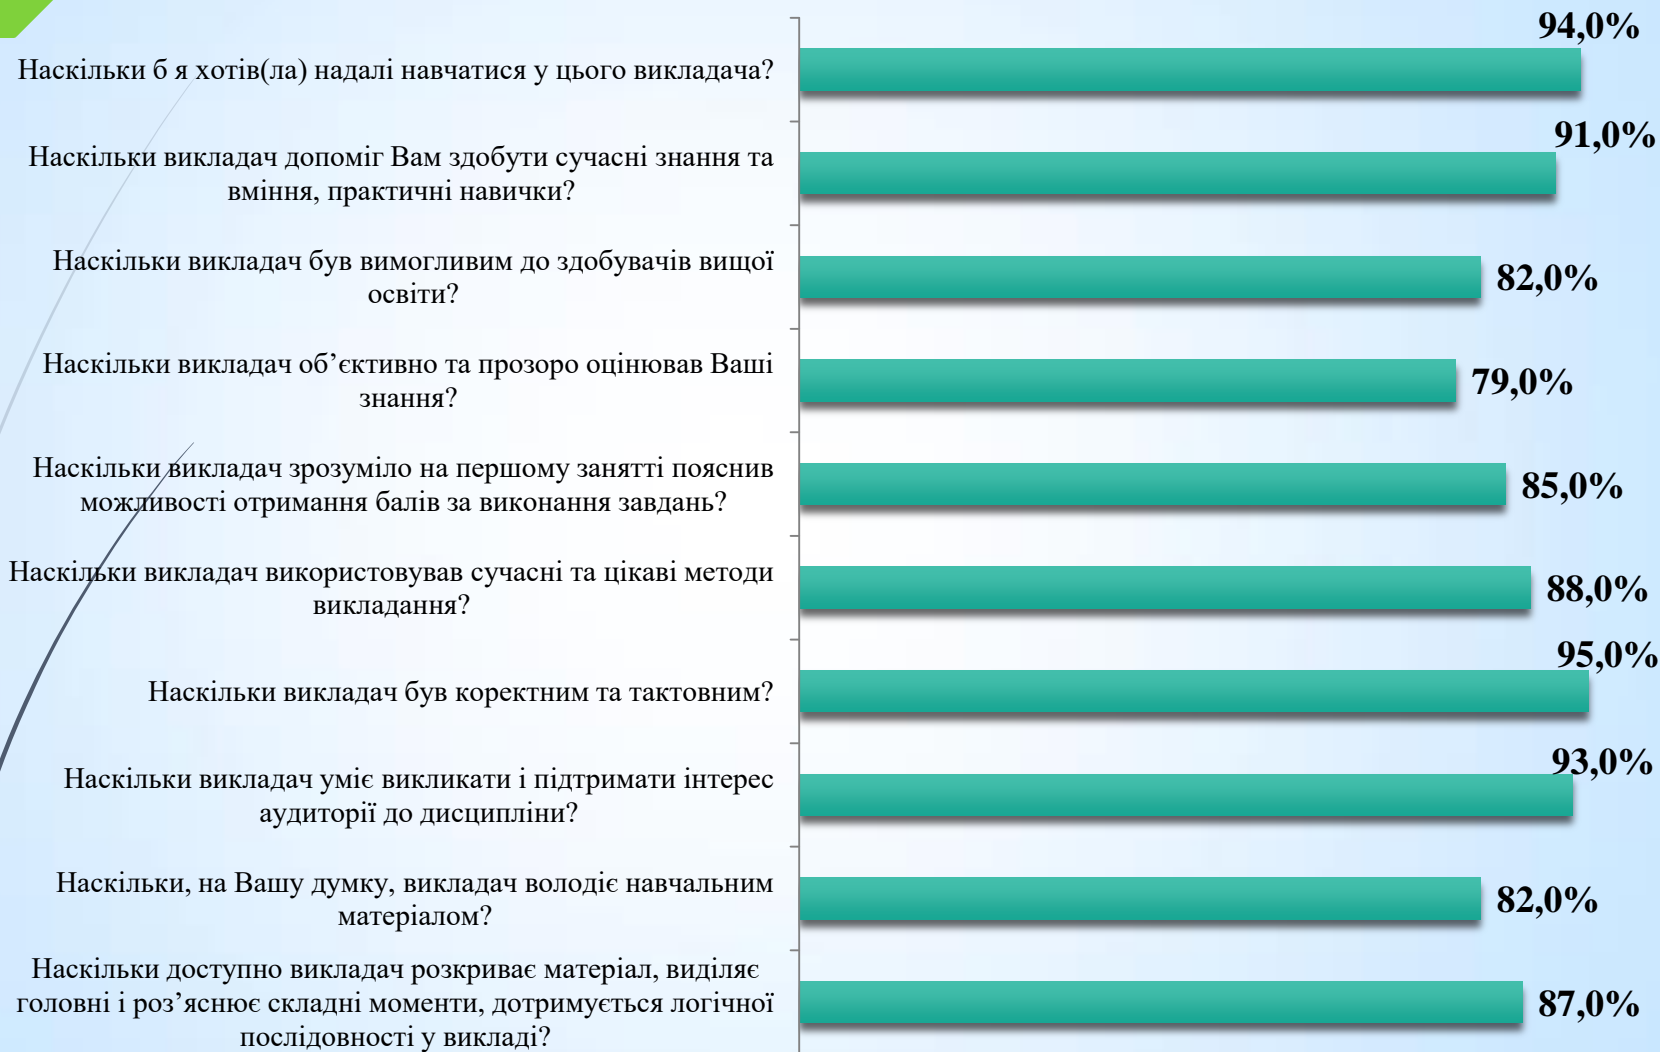 94,0%
Наскільки б я хотів(ла) надалі навчатися у цього викладача?
91,0%
Наскільки викладач допоміг Вам здобути сучасні знання та
вміння, практичні навички?
Наскільки викладач був вимогливим до здобувачів вищої
освіти?
82,0%
Наскільки викладач об’єктивно та прозоро оцінював Ваші
знання?
79,0%
Наскільки викладач зрозуміло на першому занятті пояснив
можливості отримання балів за виконання завдань?
85,0%
Наскільки викладач використовував сучасні та цікаві методи
викладання?
88,0%
95,0%
Наскільки викладач був коректним та тактовним?
93,0%
Наскільки викладач уміє викликати і підтримати інтерес
аудиторії до дисципліни?
Наскільки, на Вашу думку, викладач володіє навчальним
матеріалом?
82,0%
Наскільки доступно викладач розкриває матеріал, виділяє
головні і роз’яснює складні моменти, дотримується логічної
послідовності у викладі?
87,0%